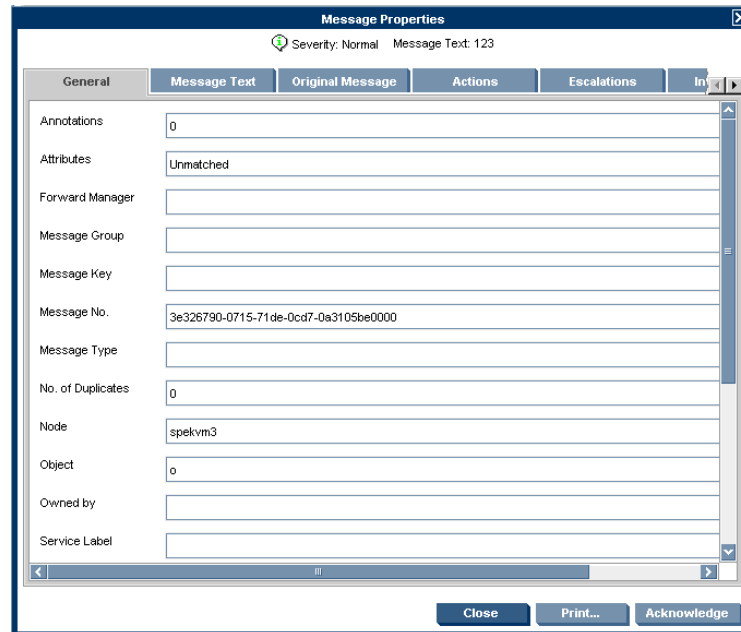 Message Properties
Severity: Normal Message Text: 123
General Message Text Original Message Actions Escalations
Annotations 0
Attributes Unmatched
Forward Manager
Message Group
Message Key
Message No. 3e326790-0715-71de-0cd7-0a3105be0000
Message Type
No. of Duplicates 0
Node spekvm3
Object o
Owned by
Service Label
Close Print... Acknowledge